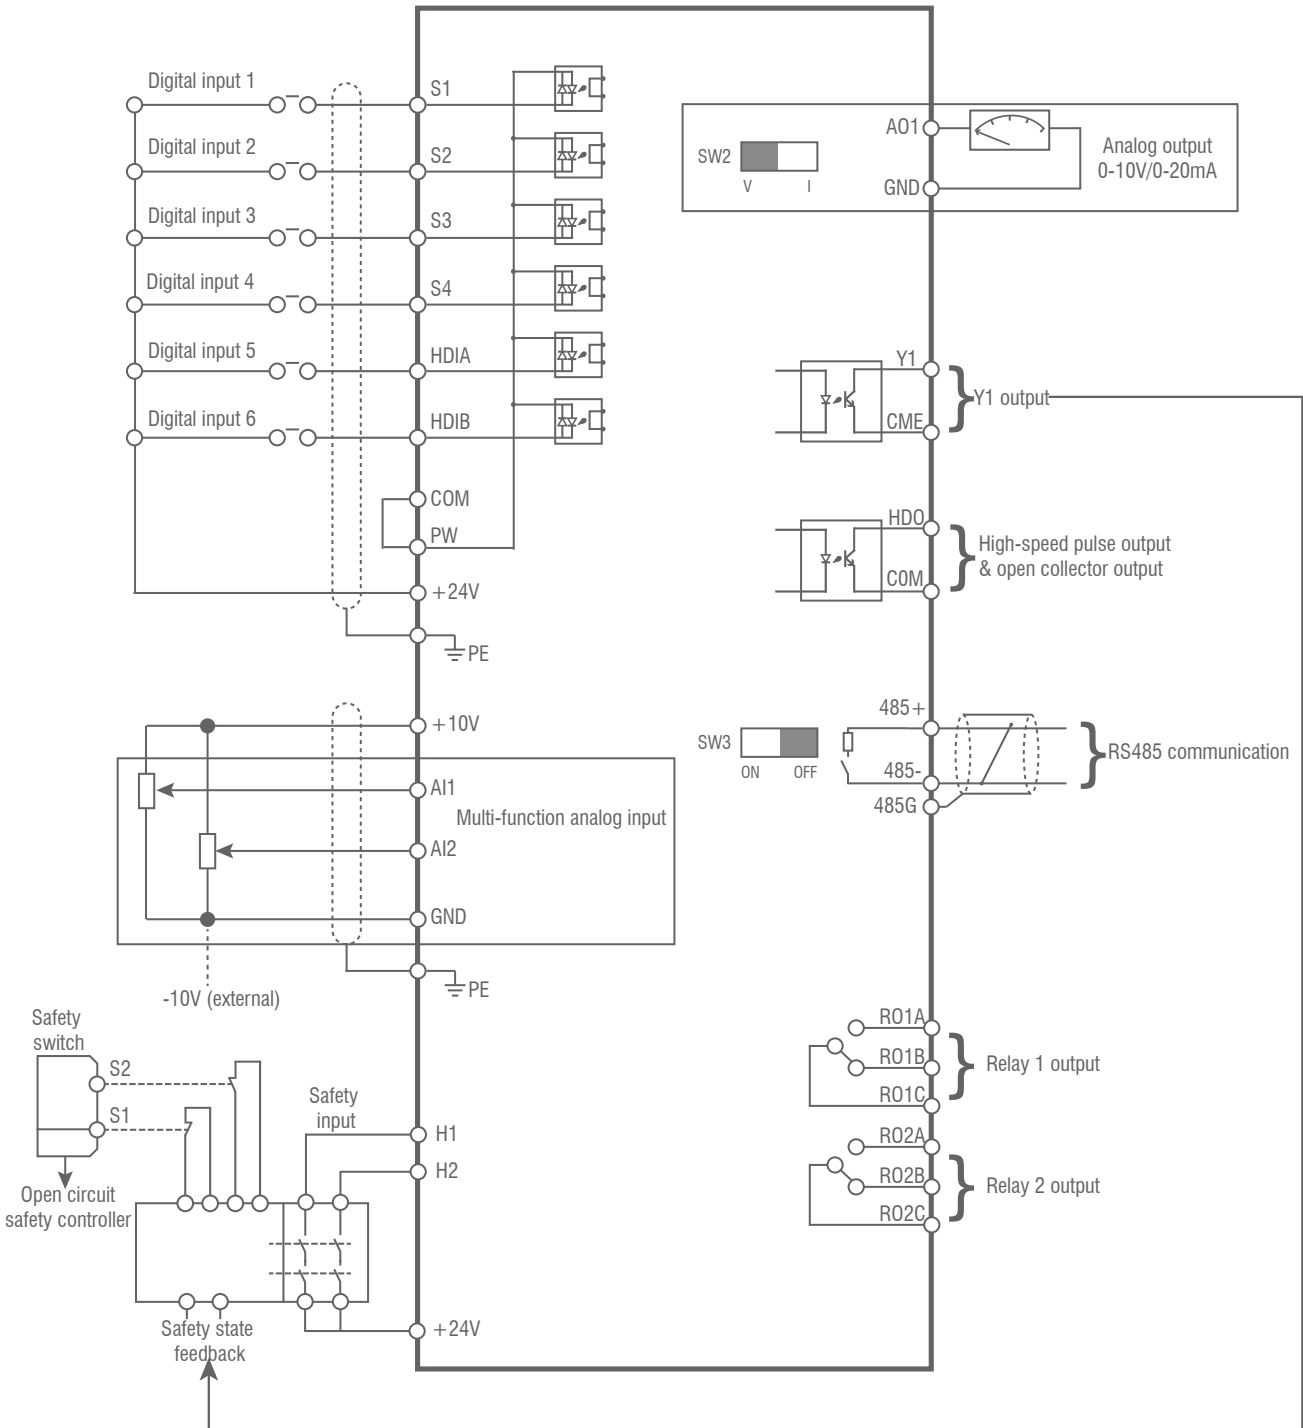 Digital input 1
S1
Digital input 2
S2
Digital input 3
S3
Digital input 4
S4
Digital input 5
HDIA
Digital input 6
HDIB
COM
PW
+24V
PE
+10V
AI1
Multi-function analog input
AI2
GND
-10V (external)
PE
Safety
switch
S2
S1
Open circuit
safety controller
Safety
input
H1
H2
+24V
Safety state
feedback
AO1
SW2
V
I
GND
Analog output
0-10V/0-20mA
Y1
CME
Y1 output
HDO
COM
High-speed pulse output
& open collector output
485+
SW3
ON
OFF
485-
485G
RS485 communication
RO1A
RO1B
RO1C
Relay 1 output
RO2A
RO2B
RO2C
Relay 2 output